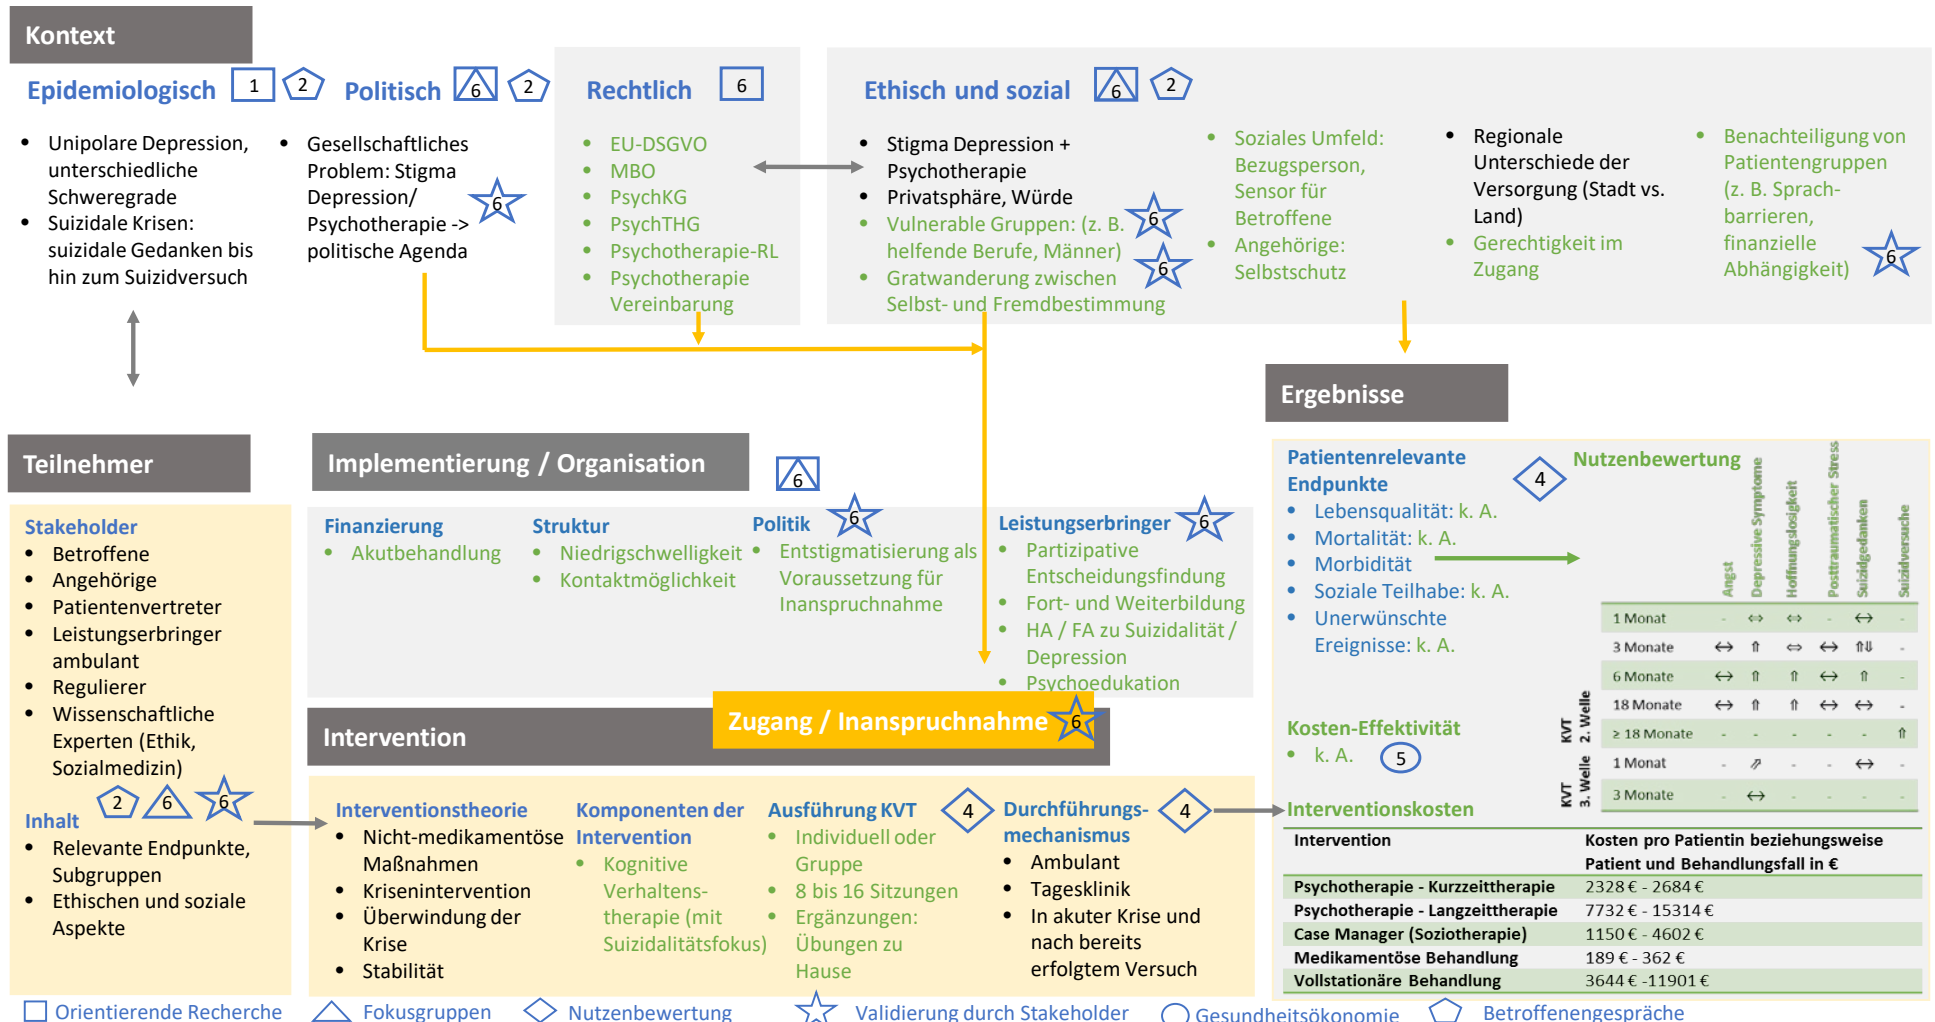 Kontext
Epidemiologisch 1 2
Politisch 6 2
Rechtlich 6
Ethisch und sozial 6 2
• Unipolare Depression,
unterschiedliche
Schweregrade
• Suizidale Krisen:
suizidale Gedanken bis
hin zum Suizidversuch
• Gesellschaftliches
Problem: Stigma
Depression/
Psychotherapie ->
politische Agenda
6
• EU-DSGVO
• MBO
• PsychKG
• PsychTHG
• Psychotherapie-RL
• Psychotherapie
Vereinbarung
• Stigma Depression +
Psychotherapie
• Privatsphäre, Würde
• Vulnerable Gruppen: (z. B.
helfende Berufe, Männer)
6
• Gratwanderung zwischen
Selbst- und Fremdbestimmung
6
• Soziales Umfeld:
Bezugsperson,
Sensor für
Betroffene
• Angehörige:
Selbstschutz
• Regionale
Unterschiede der
Versorgung (Stadt vs.
Land)
• Gerechtigkeit im
Zugang
• Benachteiligung von
Patientengruppen
(z. B. Sprach-
barrieren,
finanzielle
Abhängigkeit)
6
Teilnehmer
Stakeholder
• Betroffene
• Angehörige
• Patientenvertreter
• Leistungserbringer
ambulant
• Regulierer
• Wissenschaftliche
Experten (Ethik,
Sozialmedizin)
2 6 6
Inhalt
• Relevante Endpunkte,
Subgruppen
• Ethischen und soziale
Aspekte
Implementierung / Organisation
6
Finanzierung
• Akutbehandlung
Struktur
• Niedrigschwelligkeit
• Kontaktmöglichkeit
Politik 6
• Entstigmatisierung als
Voraussetzung für
Inanspruchnahme
Leistungserbringer 6
• Partizipative
Entscheidungsfindung
• Fort- und Weiterbildung
• HA / FA zu Suizidalität /
Depression
• Psychoedukation
Zugang / Inanspruchnahme 6
Intervention
Interventionstheorie
• Nicht-medikamentöse
Maßnahmen
• Krisenintervention
• Überwindung der
Krise
• Stabilität
Komponenten der
Intervention
• Kognitive
Verhaltens-
therapie (mit
Suizidalitätsfokus)
Ausführung KVT 4
• Individuell oder
Gruppe
• 8 bis 16 Sitzungen
• Ergänzungen:
Übungen zu
Hause
Durchführungs-
mechanismus
4
• Ambulant
• Tagesklinik
• In akuter Krise und
nach bereits
erfolgtem Versuch
Ergebnisse
Patientenrelevante
Endpunkte
4
• Lebensqualität: k. A.
• Mortalität: k. A.
• Morbidität
• Soziale Teilhabe: k. A.
• Unerwünschte
Ereignisse: k. A.
Kosten-Effektivität
• k. A. 5
Nutzenbewertung
Angst
Depressive Symptome
Hoffnungslosigkeit
Posttraumatischer Stress
Suizidgedanken
Suizidversuche
KVT
2. Welle
1 Monat - ⇔ ⇔ - ↔ -
3 Monate ↔ ⇑ ⇔ ↔ ⇑⇓ -
6 Monate ↔ ⇑ ⇑ ↔ ⇑ -
18 Monate ↔ ⇑ ⇑ ↔ ↔ -
≥ 18 Monate - - - - - ⇑
KVT
3. Welle
1 Monat - ⇗ - - ↔ -
3 Monate - ↔ - - - -
Interventionskosten
Intervention Kosten pro Patientin beziehungsweise
Patient und Behandlungsfall in €
Psychotherapie - Kurzzeittherapie 2328 € - 2684 €
Psychotherapie - Langzeittherapie 7732 € - 15314 €
Case Manager (Soziotherapie) 1150 € - 4602 €
Medikamentöse Behandlung 189 € - 362 €
Vollstationäre Behandlung 3644 € -11901 €
Orientierende Recherche
Fokusgruppen
Nutzenbewertung
Validierung durch Stakeholder
Gesundheitsökonomie
Betroffenengespräche